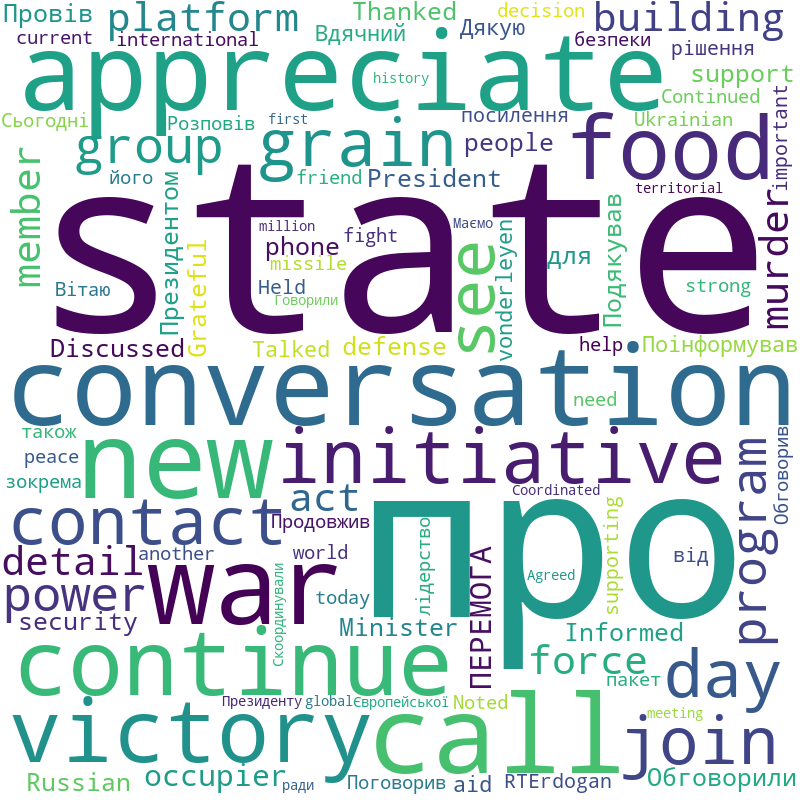 Провів
platform
Thanked
decision
building
current
international
Вдячний
Дякую
безпеки
рішення
appreciate
history
support
Continued
important
Сьогодні
Розповів
first
посилення
Ukrainian
group
grain
people
food
member
його
friend
President
territorial
state
Президентом
million
phone
fight
Маємо
see
vonderleyen
для
Подякував
murder
missile
Вітаю
Grateful
Held
Говорили
strong
Discussed
Talked
defense
help
Поінформував
conversation
need
також
new
initiative
peace
зокрема
program
Обговорив
contact
act
Coordinated
про
Продовжив
supporting
detail
another
war
world
лідерство
ПЕРЕМОГА
від
Agreed
power
Скоординували
today
security
Minister
Informed
continue
force
day
пакет
victory
Президенту
global
Європейської
Noted
call
meeting
join
Russian
occupier
ради
Поговорив
aid
RTErdogan
Обговорили